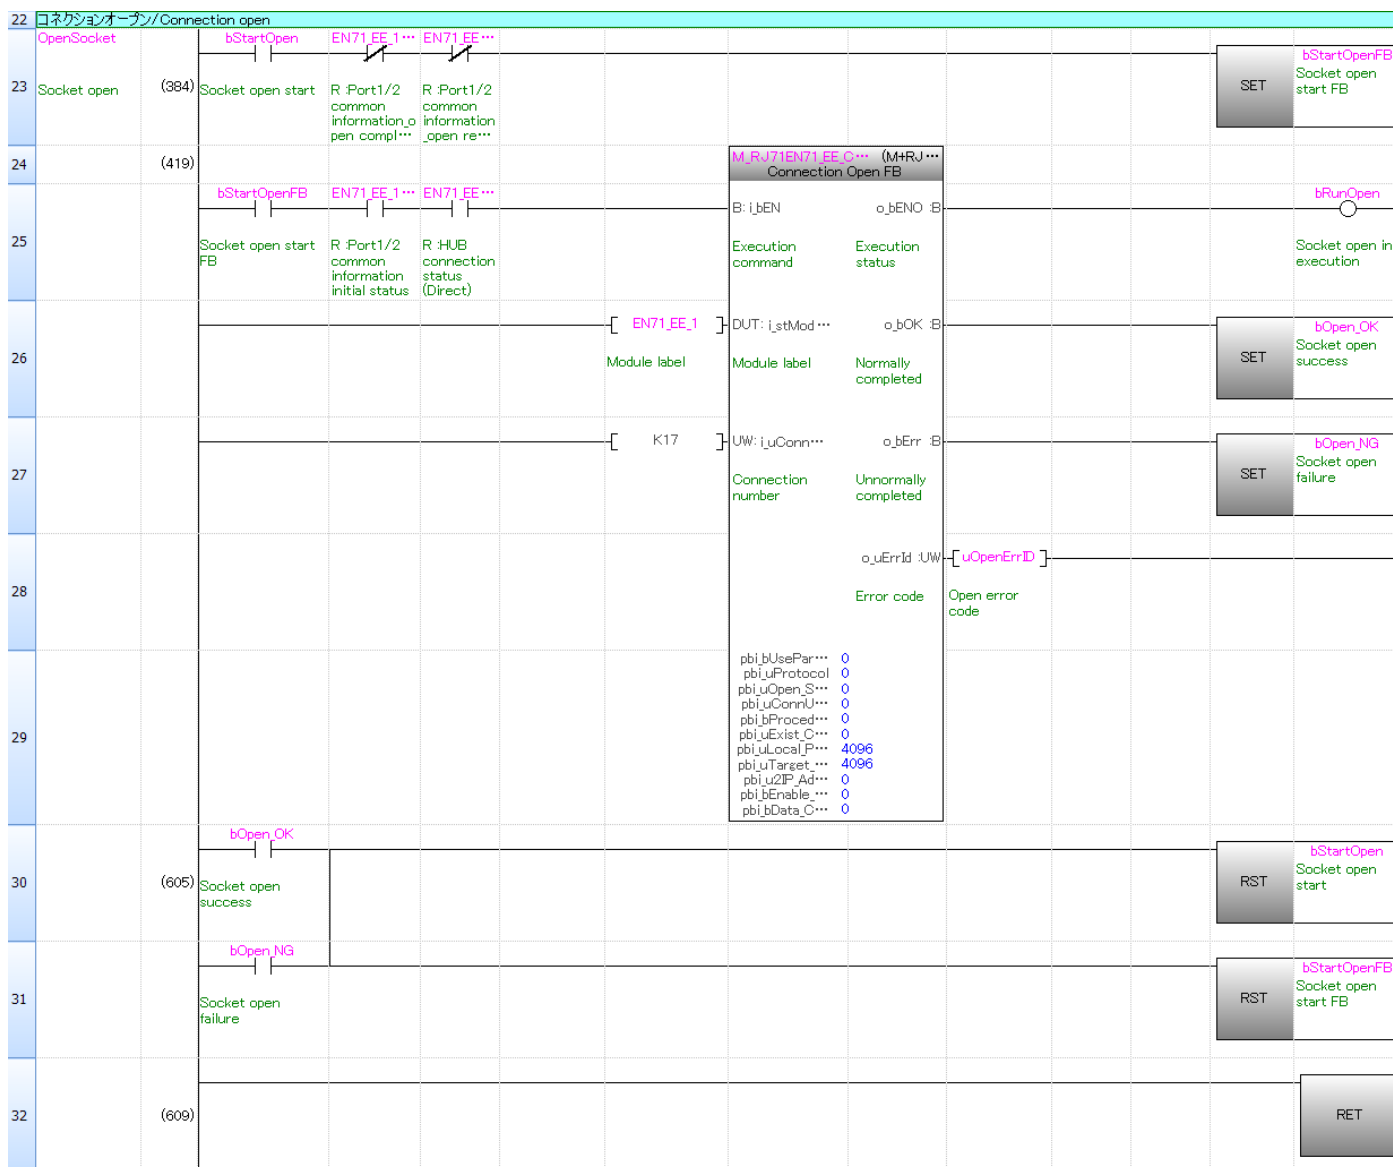 22 コネクションオープン/Connection open
OpenSocket
bStartOpen
EN71_EE_1…
EN71_EE…
bStartOpenFB
23
Socket open
(384)
Socket open start
R :Port1/2
common
information_o
pen compl…
R :Port1/2
common
information
_open re…
SET
Socket open
start FB
24
(419)
M_RJ71EN71_EE_C… (M+RJ…
Connection Open FB
bStartOpenFB
EN71_EE_1…
EN71_EE…
B: i_bEN
o_bENO :B
bRunOpen
25
Socket open start
FB
R :Port1/2
common
information
initial status
R :HUB
connection
status
(Direct)
Execution
command
Execution
status
Socket open in
execution
26
EN71_EE_1
DUT: i_stMod…
o_bOK :B
bOpen_OK
Module label
Module label
Normally
completed
SET
Socket open
success
27
K17
UW: i_uConn…
o_bErr :B
bOpen_NG
Connection
number
Unnormally
completed
SET
Socket open
failure
28
o_uErrId :UW
uOpenErrID
Error code
Open error
code
29
pbi_bUsePar… 0
pbi_uProtocol 0
pbi_uOpen_S… 0
pbi_uConnU… 0
pbi_bProced… 0
pbi_uExist_C… 0
pbi_uLocal_P… 4096
pbi_uTarget_… 4096
pbi_u2IP_Ad… 0
pbi_bEnable_… 0
pbi_bData_C… 0
bOpen_OK
bStartOpen
30
(605)
Socket open
success
RST
Socket open
start
bOpen_NG
bStartOpenFB
31
Socket open
failure
RST
Socket open
start FB
32
(609)
RET